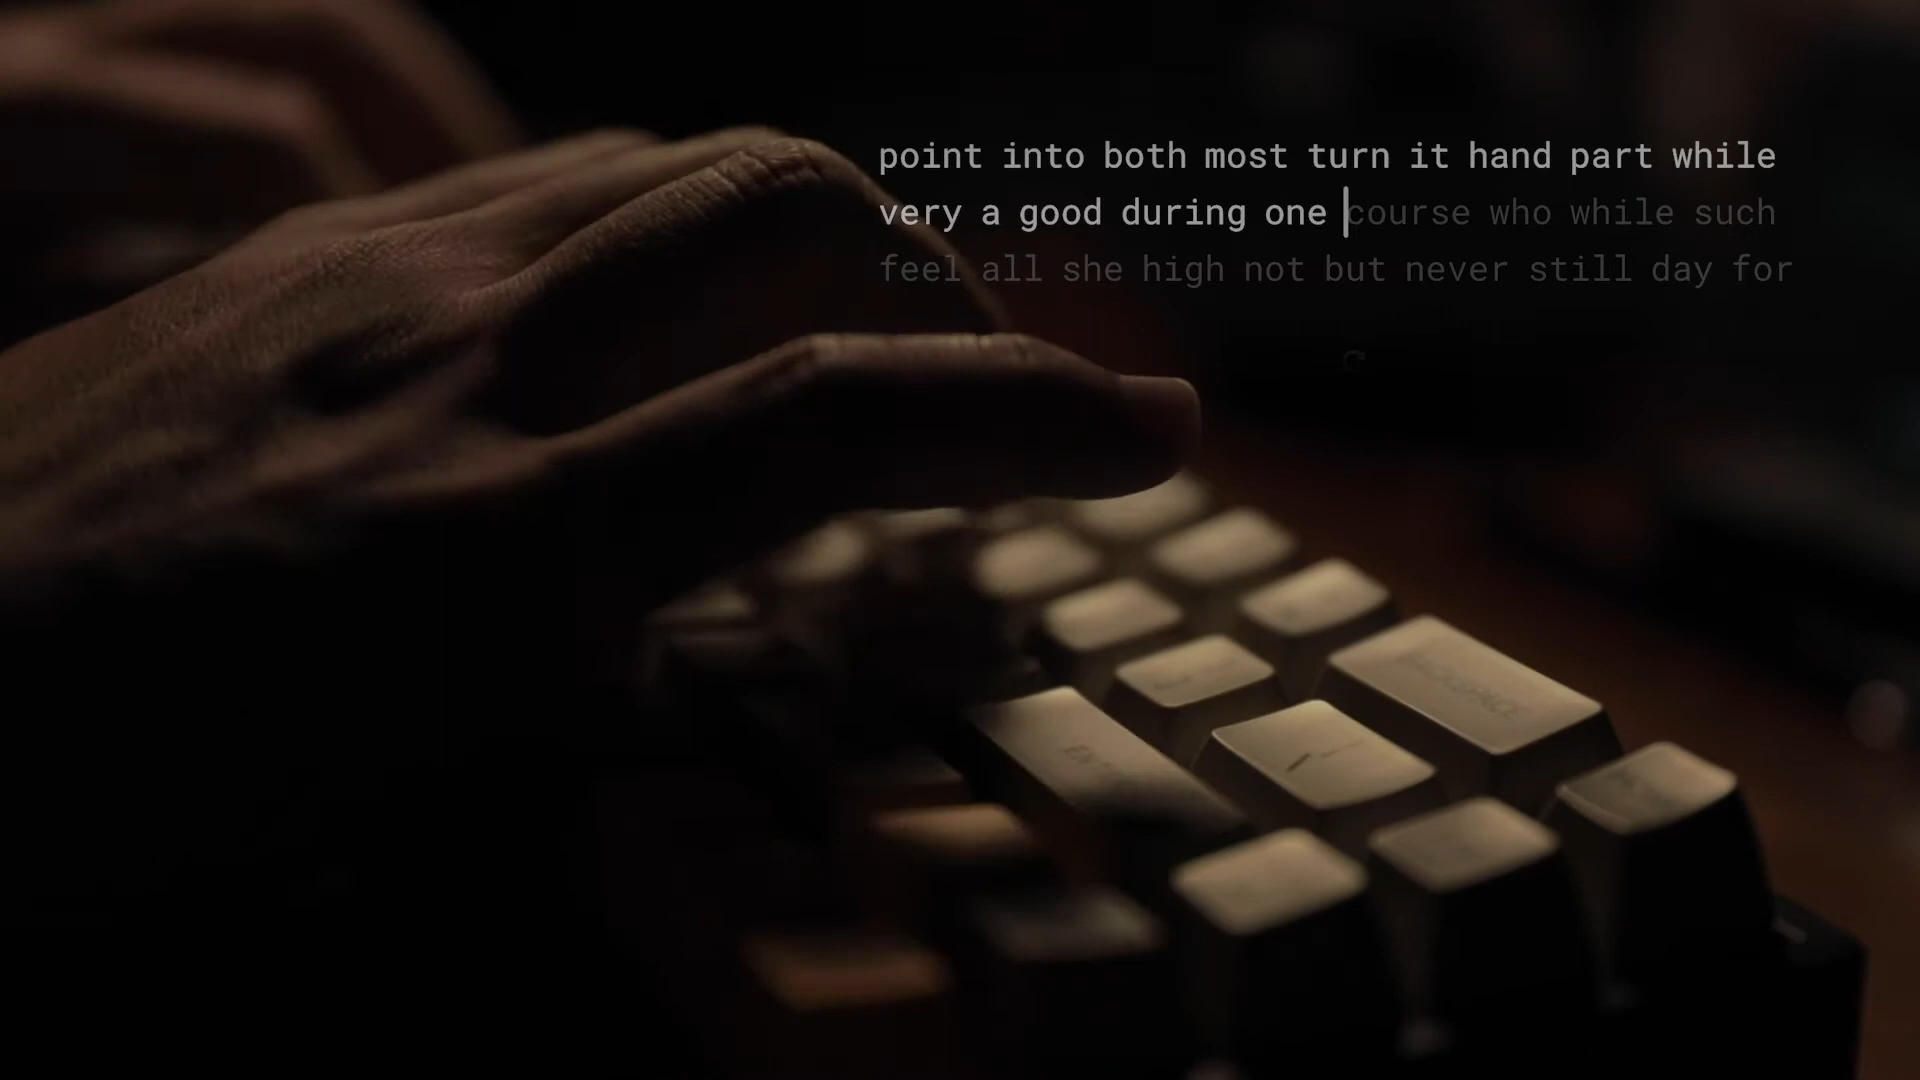 point into both most turn it hand part while
very a good during one course who while such
feel all she high not but never still day for
BACKSPACE